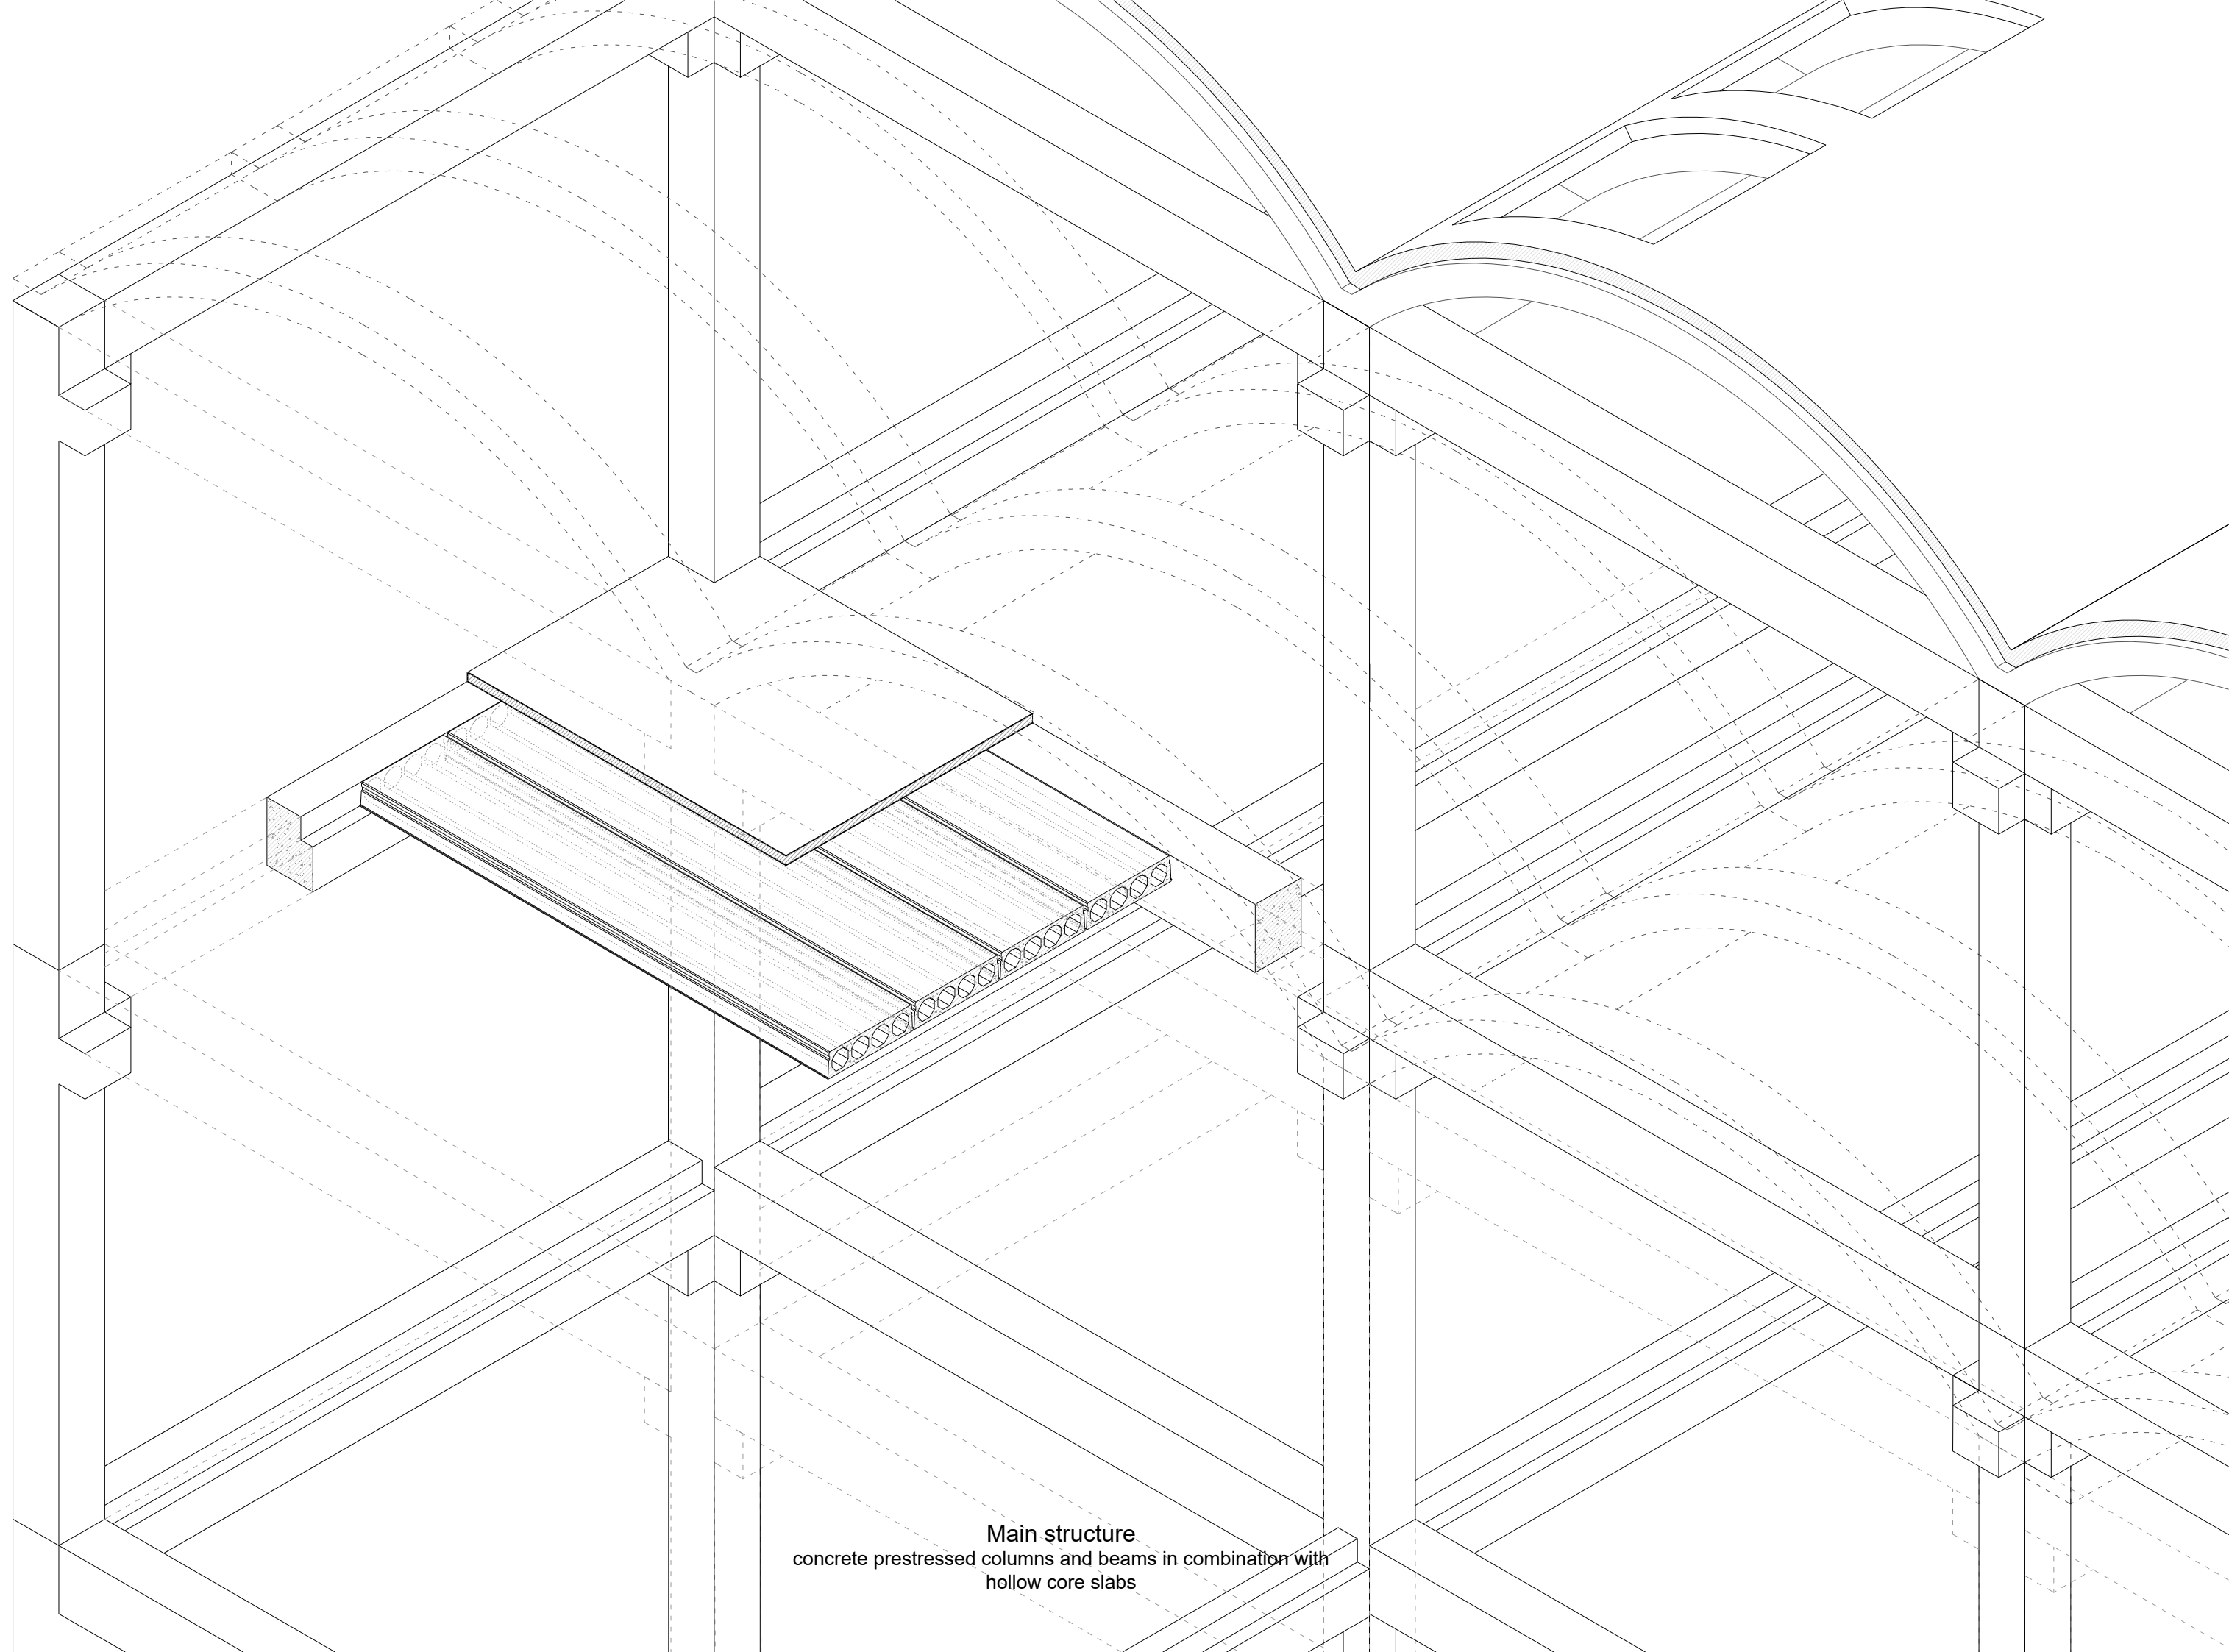 Main structure
concrete prestressed columns and beams in combination with
hollow core slabs